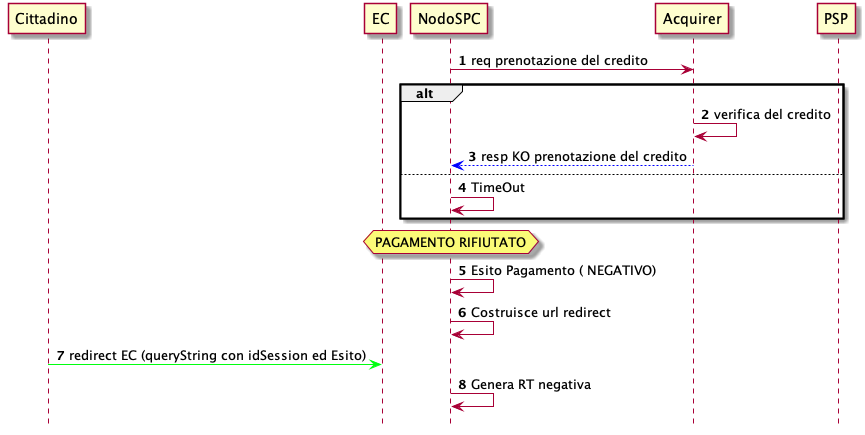 Cittadino EC NodoSPC Acquirer PSP
1 req prenotazione del credito
alt
2 verifica del credito
3 resp KO prenotazione del credito
4 TimeOut
PAGAMENTO RIFIUTATO
5 Esito Pagamento ( NEGATIVO)
6 Costruisce url redirect
7 redirect EC (queryString con idSession ed Esito)
8 Genera RT negativa